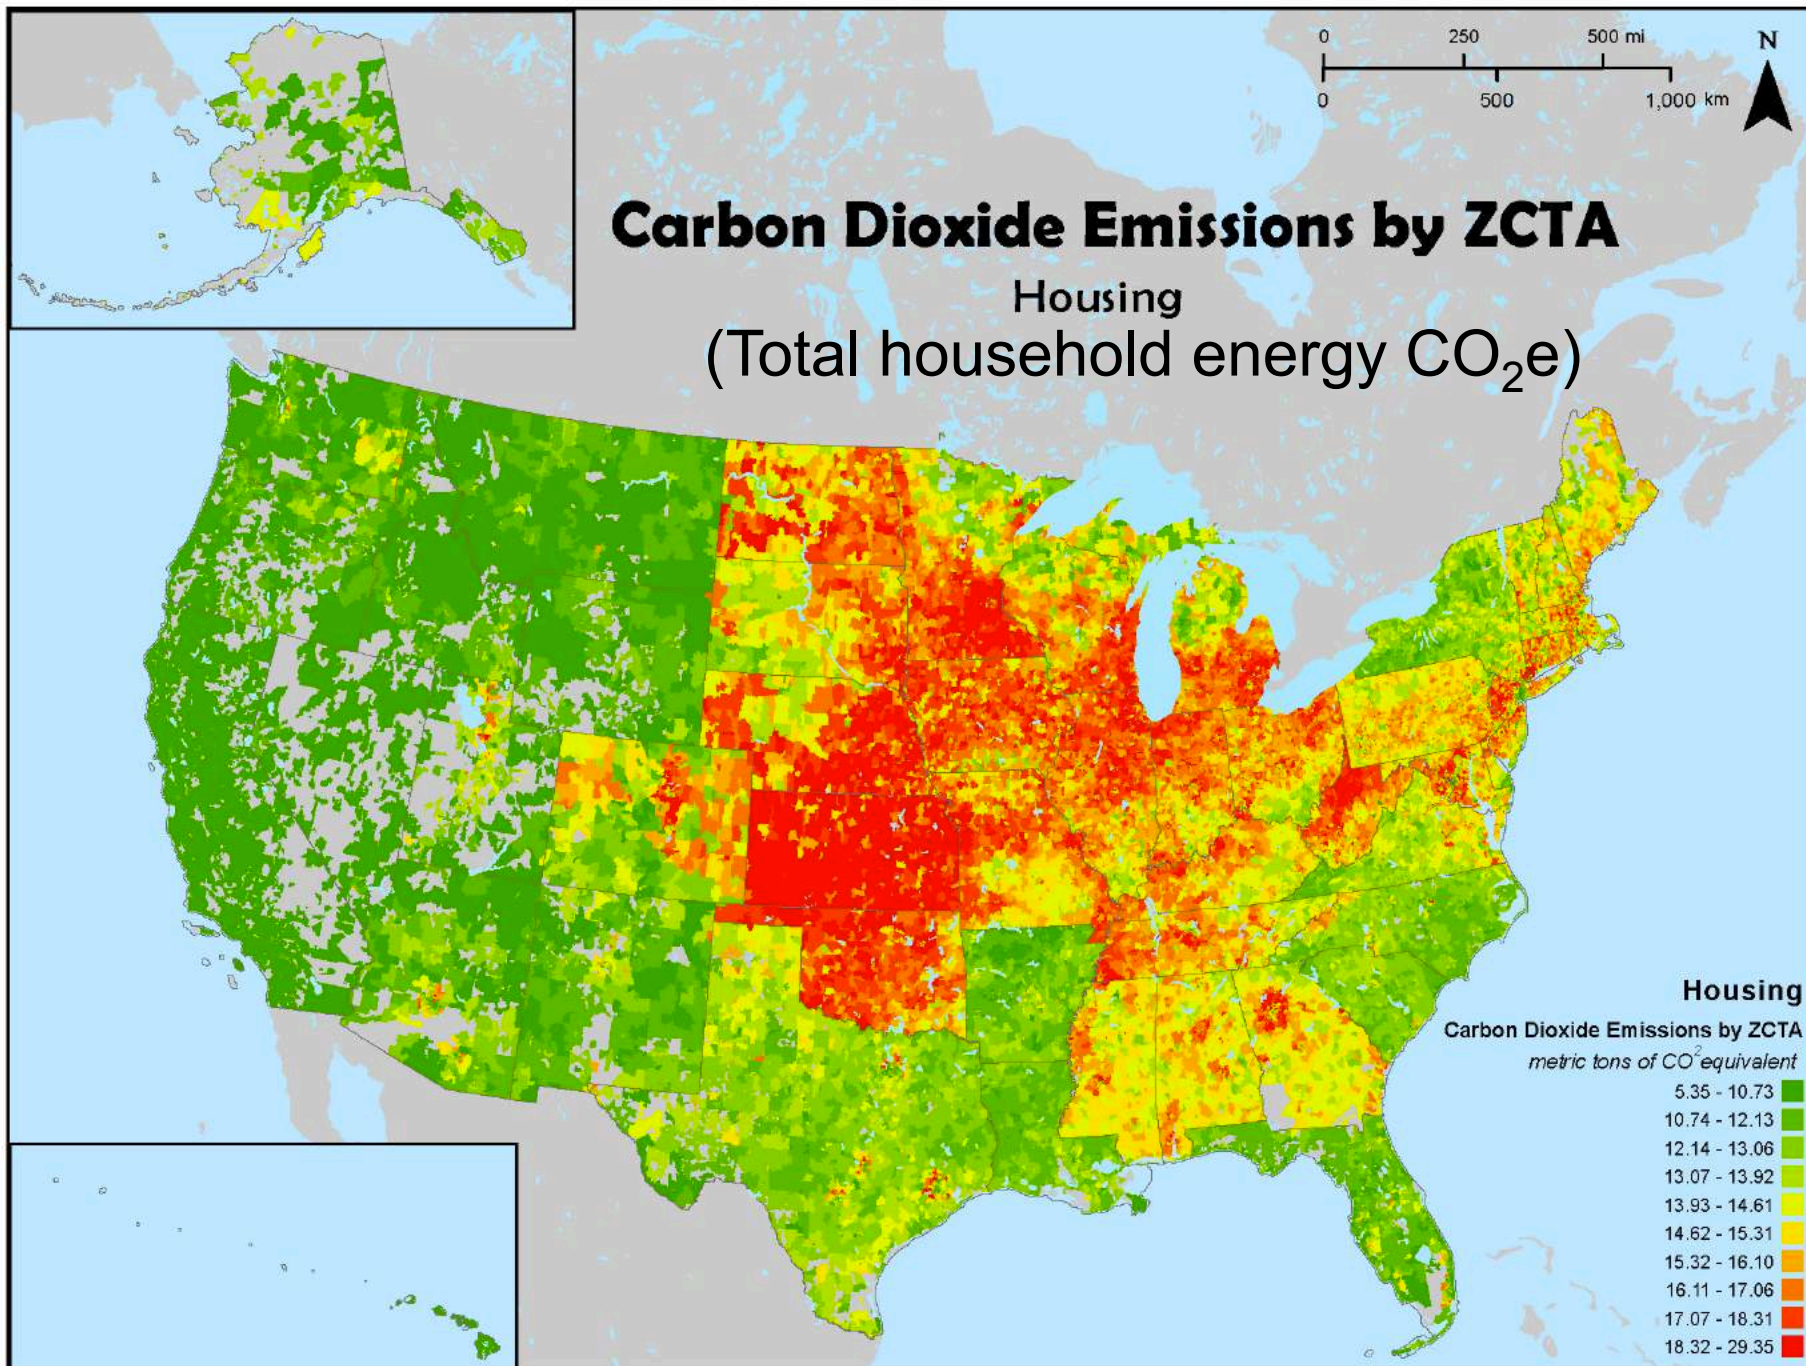 0 250 500 mi
0 500 1,000 km
N
Carbon Dioxide Emissions by ZCTA
Housing
(Total household energy CO₂e)
Housing
Carbon Dioxide Emissions by ZCTA
metric tons of CO²equivalent
5.35 - 10.73
10.74 - 12.13
12.14 - 13.06
13.07 - 13.92
13.93 - 14.61
14.62 - 15.31
15.32 - 16.10
16.11 - 17.06
17.07 - 18.31
18.32 - 29.35